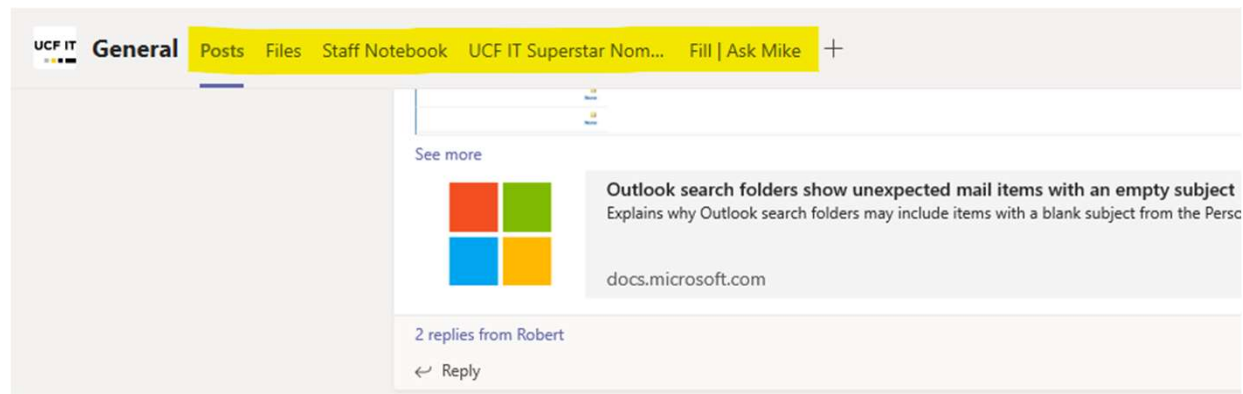 UCF IT General Posts Files Staff Notebook UCF IT Superstar Nom... Fill | Ask Mike +
See more
Outlook search folders show unexpected mail items with an empty subject
Explains why Outlook search folders may include items with a blank subject from the Perso
docs.microsoft.com
2 replies from Robert
Reply